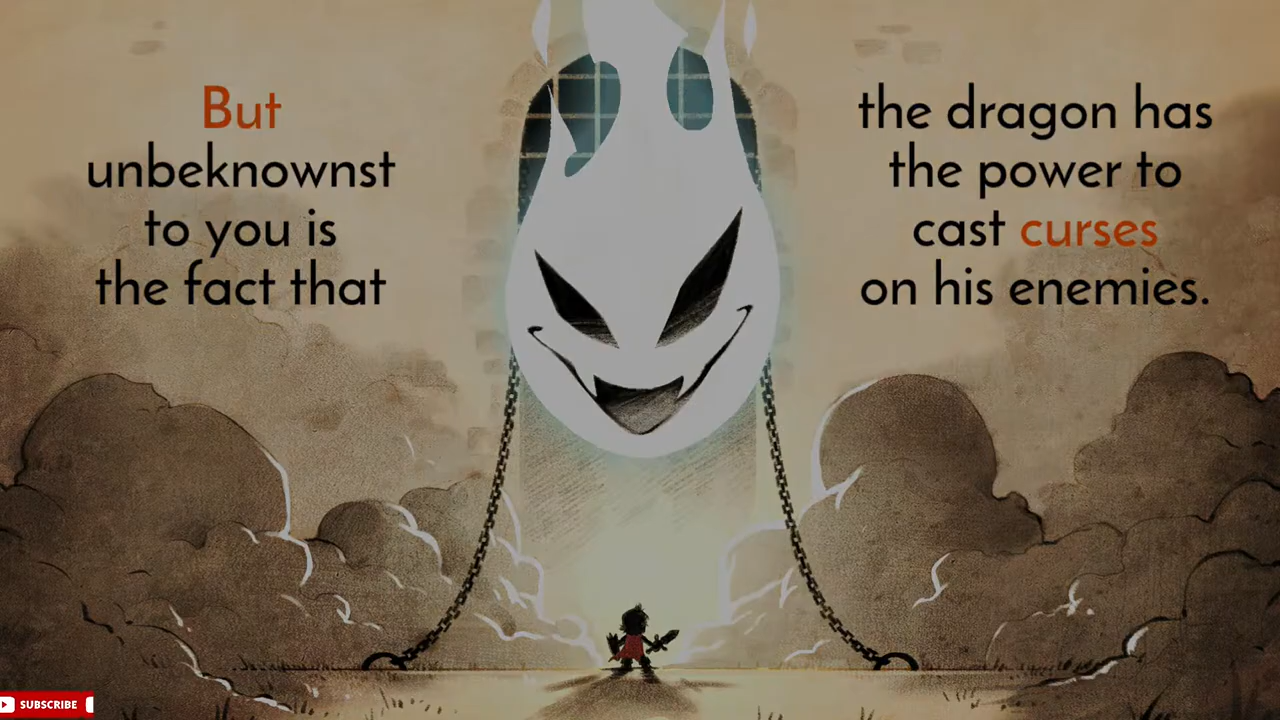 But
unbeknownst
to you is
the fact that
the dragon has
the power to
cast curses
on his enemies.
SUBSCRIBE